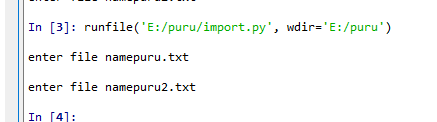 In [3]: runfile('E:/puru/import.py', wdir='E:/puru')
enter file namepuru.txt
enter file namepuru2.txt
In [4]: